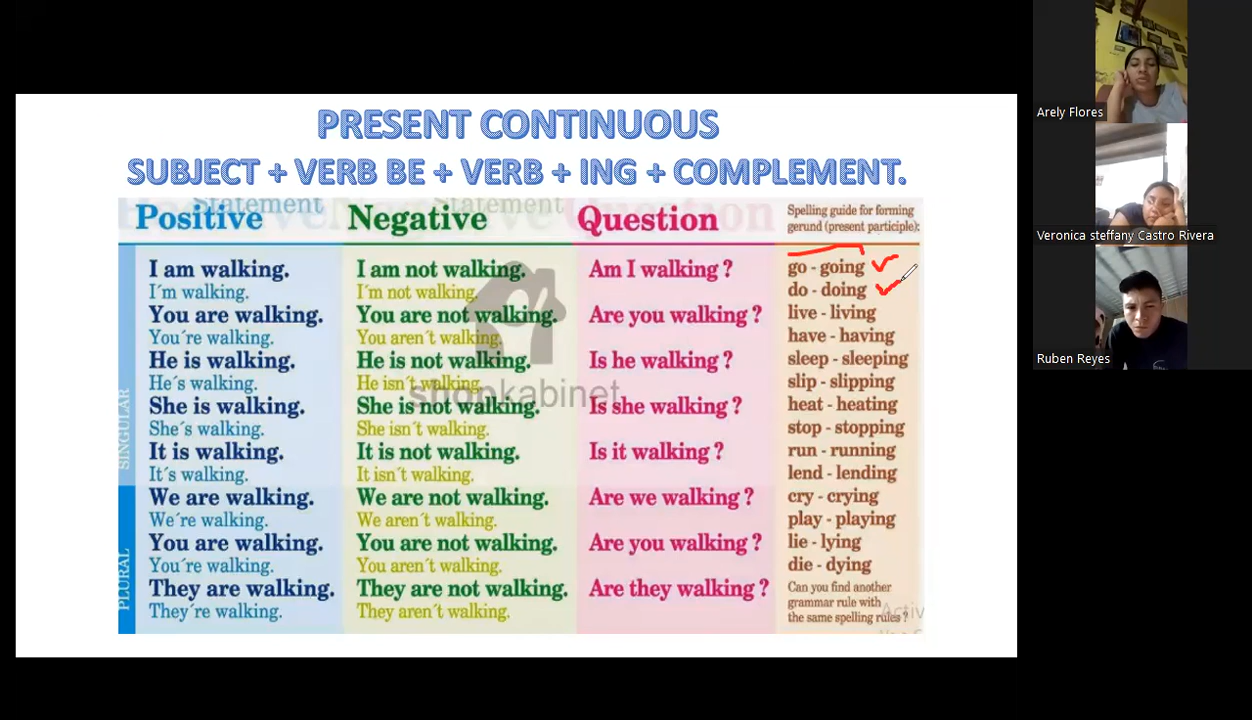 PRESENT CONTINUOUS
SUBJECT + VERB BE + VERB + ING + COMPLEMENT.
Statement
Statement
Positive
Negative
Question
Spelling guide for forming
gerund (present participle):
SINGULAR
I am walking.
I'm walking.
You are walking.
You´re walking.
He is walking.
He´s walking.
She is walking.
She´s walking.
It is walking.
It´s walking.
PLURAL
We are walking.
We´re walking.
You are walking.
You´re walking.
They are walking.
They´re walking.
I am not walking.
I´m not walking.
You are not walking.
You aren´t walking.
He is not walking.
He isn´t walking.
She is not walking.
She isn´t walking.
It is not walking.
It isn´t walking.
We are not walking.
We aren´t walking.
You are not walking.
You aren´t walking.
They are not walking.
They aren´t walking.
Am I walking ?
Are you walking ?
Is he walking ?
Is she walking ?
Is it walking ?
Are we walking ?
Are you walking ?
Are they walking ?
go - going
do - doing
live - living
have - having
sleep - sleeping
slip - slipping
heat - heating
stop - stopping
run - running
lend - lending
cry - crying
play - playing
lie - lying
die - dying
Can you find another
grammar rule with
the same spelling rules ?
Arely Flores
Veronica steffany Castro Rivera
Ruben Reyes